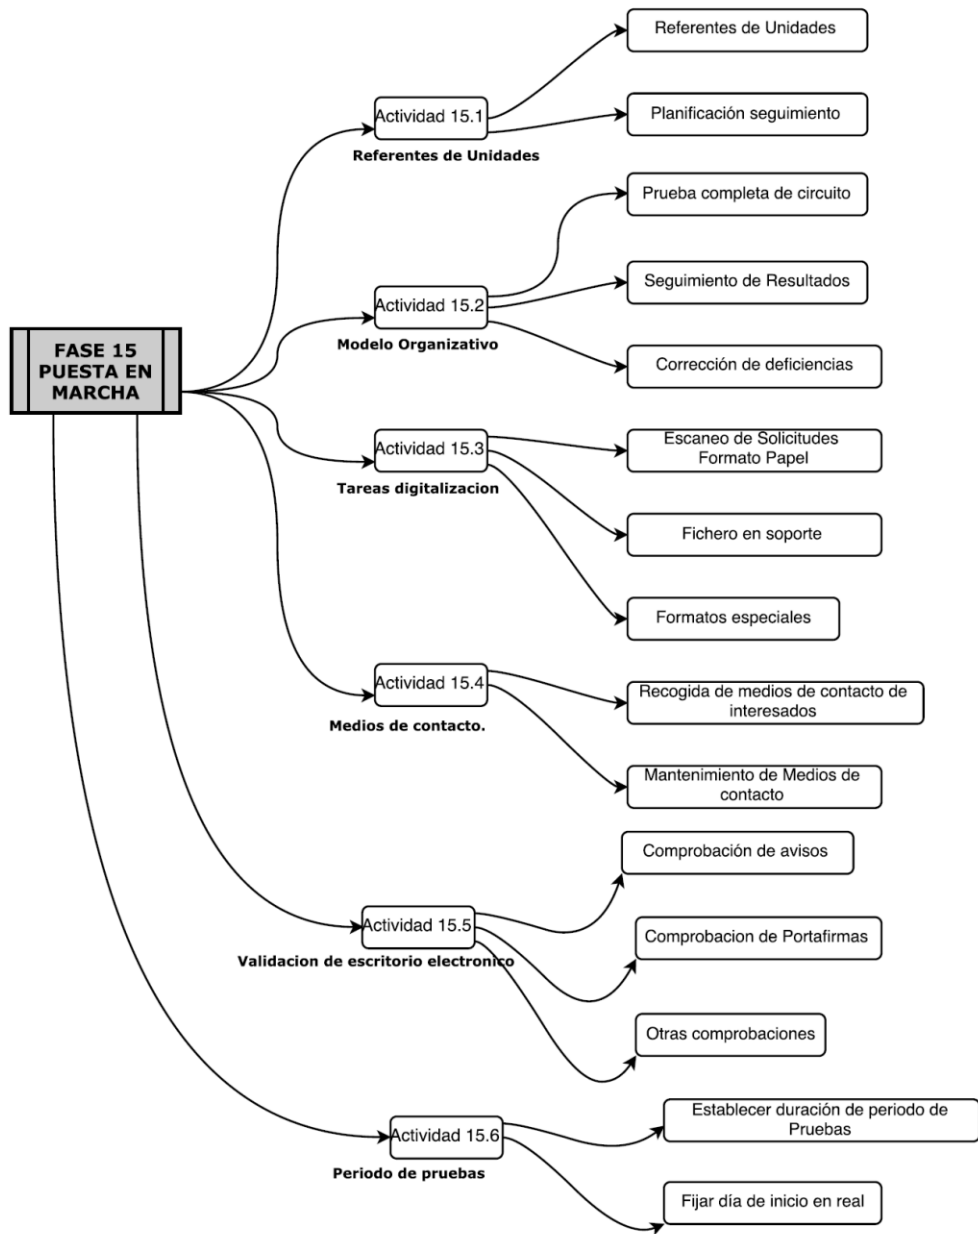 Referentes de Unidades
Actividad 15.1
Planificación seguimiento
Referentes de Unidades
Prueba completa de circuito
Seguimiento de Resultados
Actividad 15.2
Modelo Organizativo
FASE 15
PUESTA EN
MARCHA
Corrección de deficiencias
Actividad 15.3
Escaneo de Solicitudes
Formato Papel
Tareas digitalizacion
Fichero en soporte
Formatos especiales
Actividad 15.4
Recogida de medios de contacto de
interesados
Medios de contacto.
Mantenimiento de Medios de
contacto
Comprobación de avisos
Actividad 15.5
Comprobacion de Portafirmas
Validacion de escritorio electronico
Otras comprobaciones
Establecer duración de periodo de
Pruebas
Actividad 15.6
Periodo de pruebas
Fijar día de inicio en real